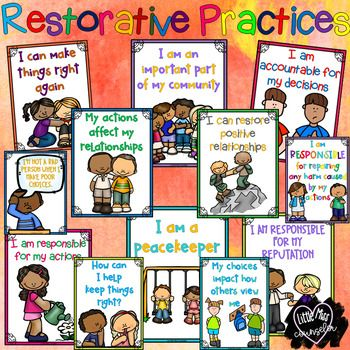 Restorative Practices
I can make
things right
again
I am an
important part
of my community
I am
accountable for
my decisions
My actions
affect my
relationships
I can restore
positive
relationships
I'M NOT A BAD
PERSON WHEN I
MAKE POOR
CHOICES.
I am
RESPONSIBLE
for repairing
any harm caused
by my
actions
I am responsible
for my actions
I am a
peacekeeper
I AM RESPONSIBLE
FOR MY
REPUTATION
How can
I help
keep things
right?
My choices
impact how
others view
me
Little Miss
Counselor